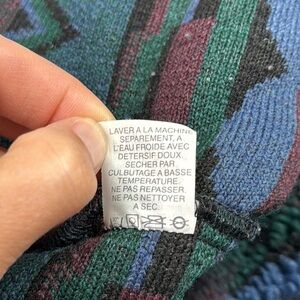 LAVER A LA MACHINE
SEPAREMENT, A
L'EAU FROIDE AVEC
DETERSIF DOUX.
SECHER PAR
CULBUTAGE A BASSE
TEMPERATURE.
NE PAS REPASSER.
NE PAS NETTOYER
A SEC.